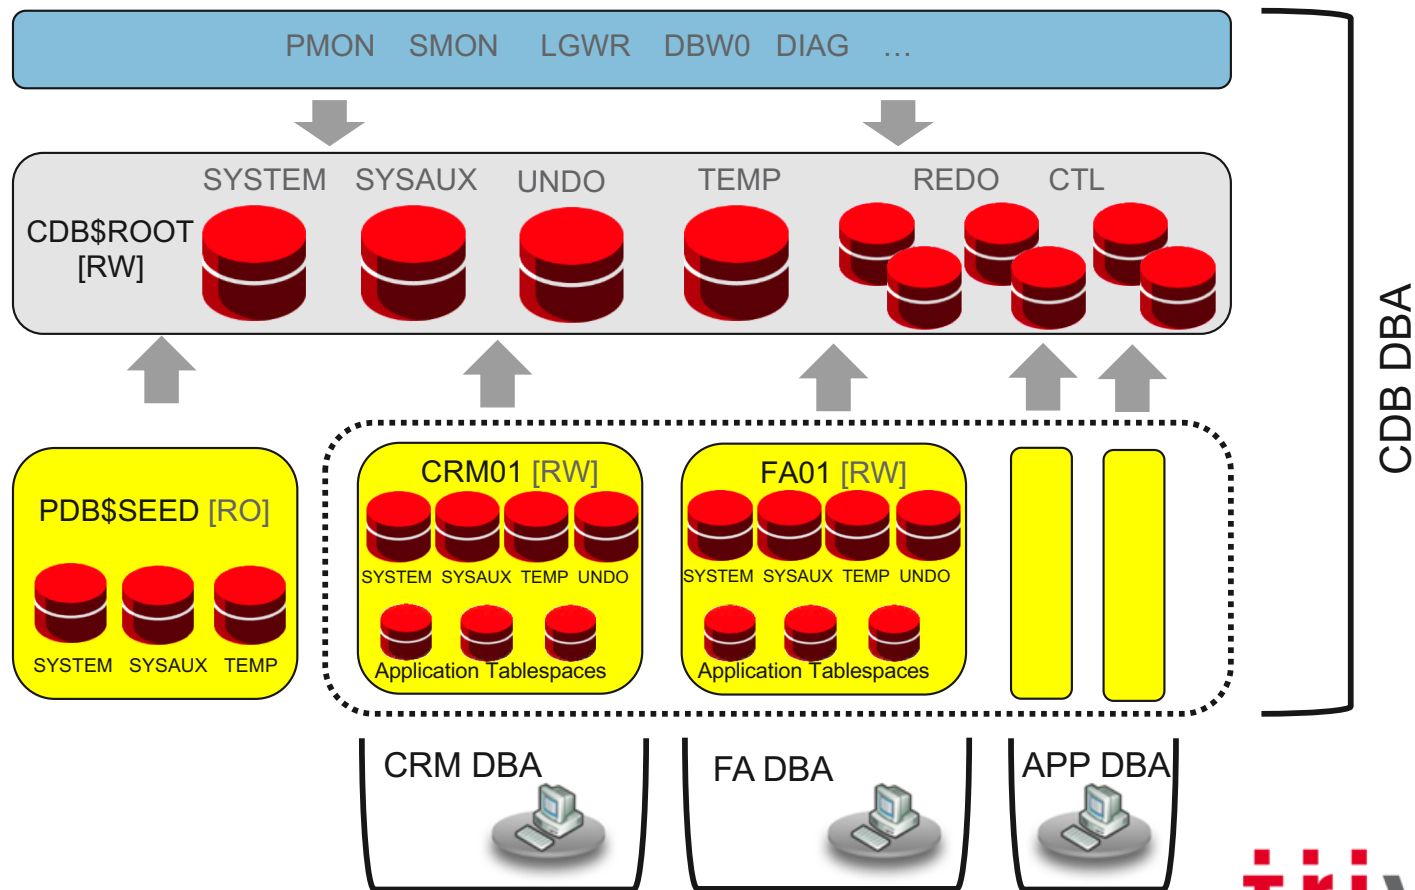 PMON SMON LGWR DBW0 DIAG ...
SYSTEM SYSAUX UNDO TEMP REDO CTL
CDB$ROOT
[RW]
CDB DBA
PDB$SEED [RO]
SYSTEM SYSAUX TEMP
CRM01 [RW]
SYSTEM SYSAUX TEMP UNDO
Application Tablespaces
FA01 [RW]
SYSTEM SYSAUX TEMP UNDO
Application Tablespaces
CRM DBA
FA DBA
APP DBA